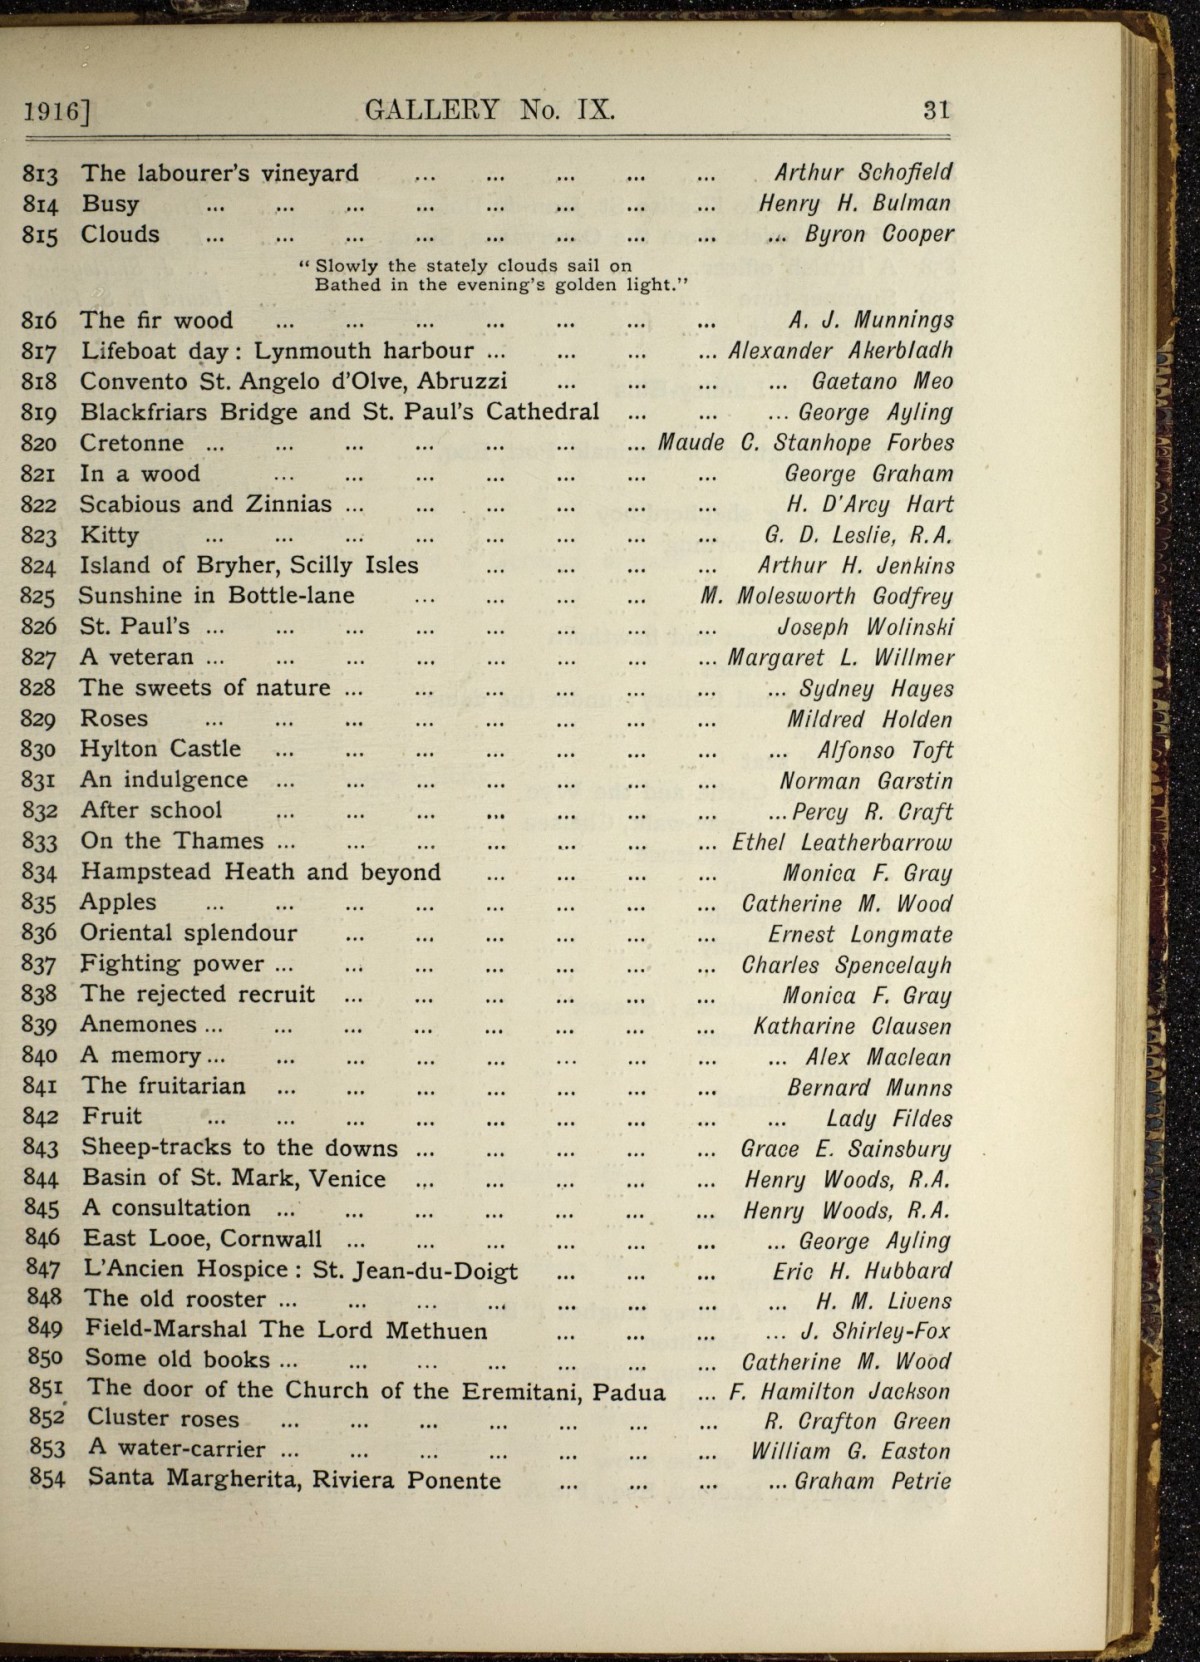 1916] GALLERY No. IX. 31
813 The labourer's vineyard ... ... ... ... ... Arthur Schofield
814 Busy ... ... ... ... ... ... ... ... Henry H. Bulman
815 Clouds ... ... ... ... ... ... ... ... ... Byron Cooper
“ Slowly the stately clouds sail on
Bathed in the evening's golden light.”
816 The fir wood ... ... ... ... ... ... ... A. J. Munnings
817 Lifeboat day : Lynmouth harbour ... ... ... ... Alexander Akerbladh
818 Convento St. Angelo d'Olve, Abruzzi ... ... ... ... Gaetano Meo
819 Blackfriars Bridge and St. Paul's Cathedral ... ... ... George Ayling
820 Cretonne ... ... ... ... ... ... ... Maude C. Stanhope Forbes
821 In a wood ... ... ... ... ... ... ... George Graham
822 Scabious and Zinnias ... ... ... ... ... ... H. D'Arcy Hart
823 Kitty ... ... ... ... ... ... ... ... G. D. Leslie, R.A.
824 Island of Bryher, Scilly Isles ... ... ... ... Arthur H. Jenkins
825 Sunshine in Bottle-lane ... ... ... ... M. Molesworth Godfrey
826 St. Paul's ... ... ... ... ... ... ... ... Joseph Wolinski
827 A veteran ... ... ... ... ... ... ... ... Margaret L. Willmer
828 The sweets of nature ... ... ... ... ... ... ... Sydney Hayes
829 Roses ... ... ... ... ... ... ... ... Mildred Holden
830 Hylton Castle ... ... ... ... ... ... ... ... Alfonso Toft
831 An indulgence ... ... ... ... ... ... ... Norman Garstin
832 After school ... ... ... ... ... ... ... ... Percy R. Craft
833 On the Thames ... ... ... ... ... ... ... Ethel Leatherbarrow
834 Hampstead Heath and beyond ... ... ... ... Monica F. Gray
835 Apples ... ... ... ... ... ... ... ... Catherine M. Wood
836 Oriental splendour ... ... ... ... ... ... Ernest Longmate
837 Fighting power ... ... ... ... ... ... ... Charles Spencelayh
838 The rejected recruit ... ... ... ... ... ... Monica F. Gray
839 Anemones ... ... ... ... ... ... ... ... Katharine Clausen
840 A memory ... ... ... ... ... ... ... ... ... Alex Maclean
841 The fruitarian ... ... ... ... ... ... ... Bernard Munns
842 Fruit ... ... ... ... ... ... ... ... ... Lady Fildes
843 Sheep-tracks to the downs ... ... ... ... ... Grace E. Sainsbury
844 Basin of St. Mark, Venice ... ... ... ... ... Henry Woods, R.A.
845 A consultation ... ... ... ... ... ... ... Henry Woods, R.A.
846 East Looe, Cornwall ... ... ... ... ... ... ... George Ayling
847 L'Ancien Hospice : St. Jean-du-Doigt ... ... ... Eric H. Hubbard
848 The old rooster ... ... ... ... ... ... ... ... H. M. Livens
849 Field-Marshal The Lord Methuen ... ... ... ... J. Shirley-Fox
850 Some old books ... ... ... ... ... ... ... Catherine M. Wood
851 The door of the Church of the Eremitani, Padua ... F. Hamilton Jackson
852 Cluster roses ... ... ... ... ... ... ... R. Crafton Green
853 A water-carrier ... ... ... ... ... ... ... William G. Easton
854 Santa Margherita, Riviera Ponente ... ... ... ... Graham Petrie